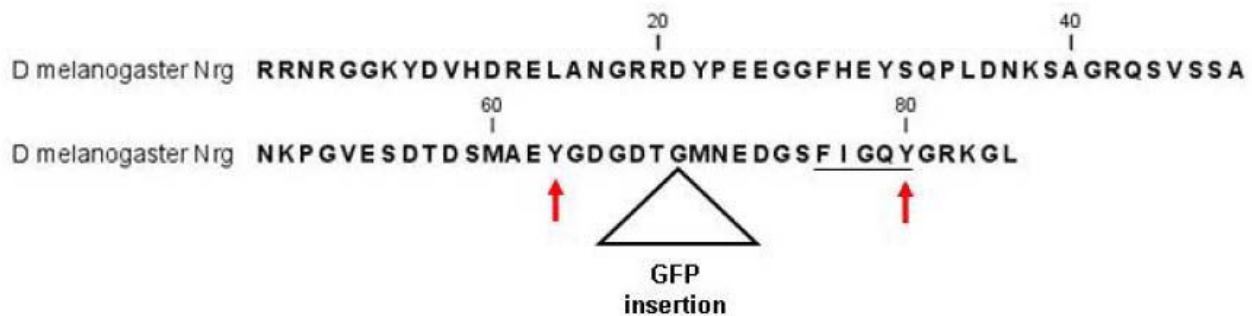 20 40
D melanogaster Nrg RRNRGGKYDVHDRELANGRRDYPEEGGFHEYSQPLDNKSAGRQSVSSA
60 80
D melanogaster Nrg NKPGVESDTDSMAEYGDGDTGMNEDGSFIGQYGRKGL
GFP
insertion